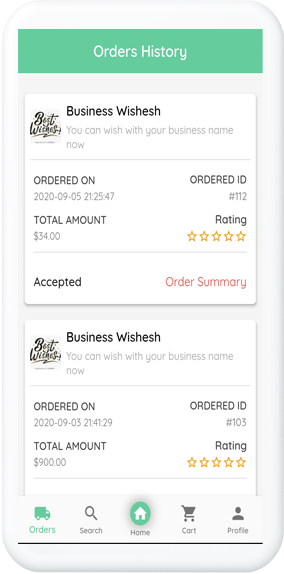 Orders History
Best Wishes
Business Wishesh
You can wish with your business name
now
ORDERED ON
ORDERED ID
2020-09-05 21:25:47
#112
TOTAL AMOUNT
Rating
$34.00
Accepted
Order Summary
Best Wishes
Business Wishesh
You can wish with your business name
now
ORDERED ON
ORDERED ID
2020-09-03 21:41:29
#103
TOTAL AMOUNT
Rating
$900.00
Orders
Search
Home
Cart
Profile